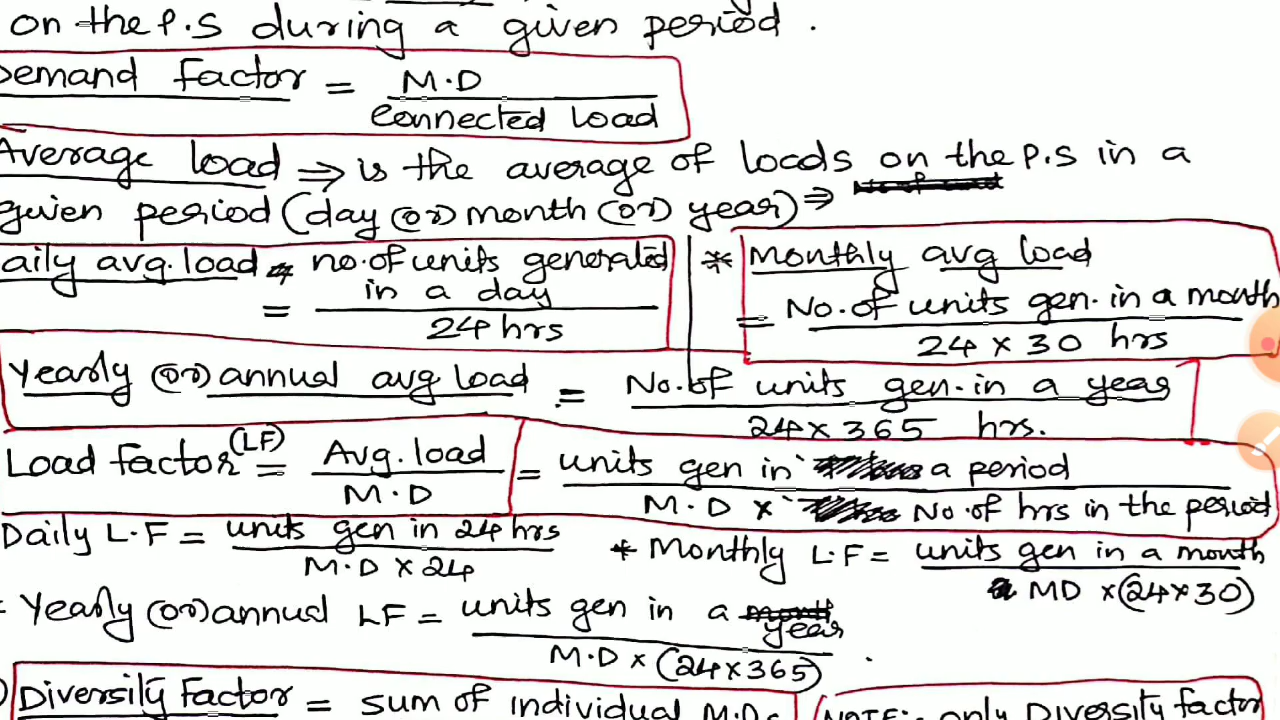 on the P.S during a given period.
Demand factor = M.D
Connected Load
Average load ⇒ is the average of loads on the P.S in a
given period (day (or) month (or) year) ⇒
aily avg. load no. of units generated
= in a day
24 hrs
* monthly avg load
= No. of units gen. in a month
24 × 30 hrs
Yearly (or) annual avg load = No. of units gen. in a year
24 × 365 hrs.
Load factor (LF) = Avg. load
M.D
= units gen in a period
M.D × No. of hrs in the period
Daily L.F = units gen in 24 hrs
M.D × 24
* Monthly L.F = units gen in a month
MD × (24×30)
Yearly (or) annual LF = units gen in a year
M.D × (24×365)
Diversity Factor = sum of individual M.Ds
(NOTE:- only Diversity factor